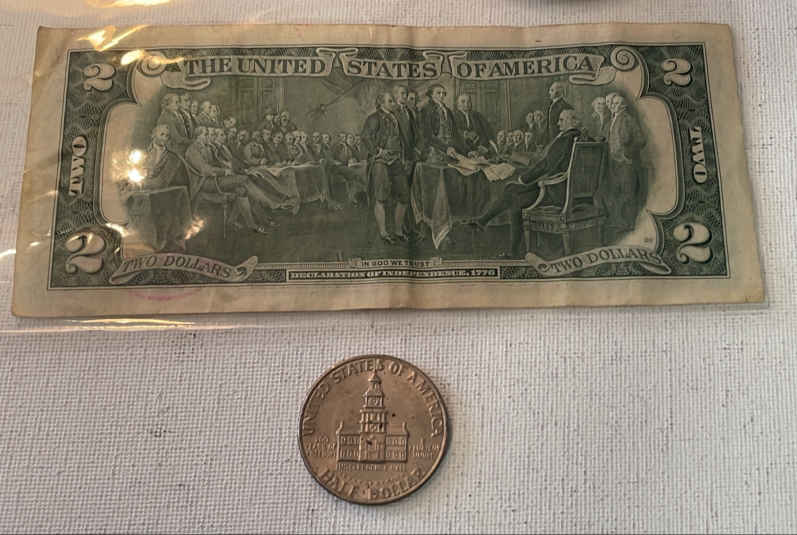 2 THE UNITED STATES OF AMERICA 2
TWO TWO
2 2
TWO DOLLARS IN GOD WE TRUST TWO DOLLARS
DECLARATION OF INDEPENDENCE, 1776
UNITED STATES OF AMERICA
HALF DOLLAR